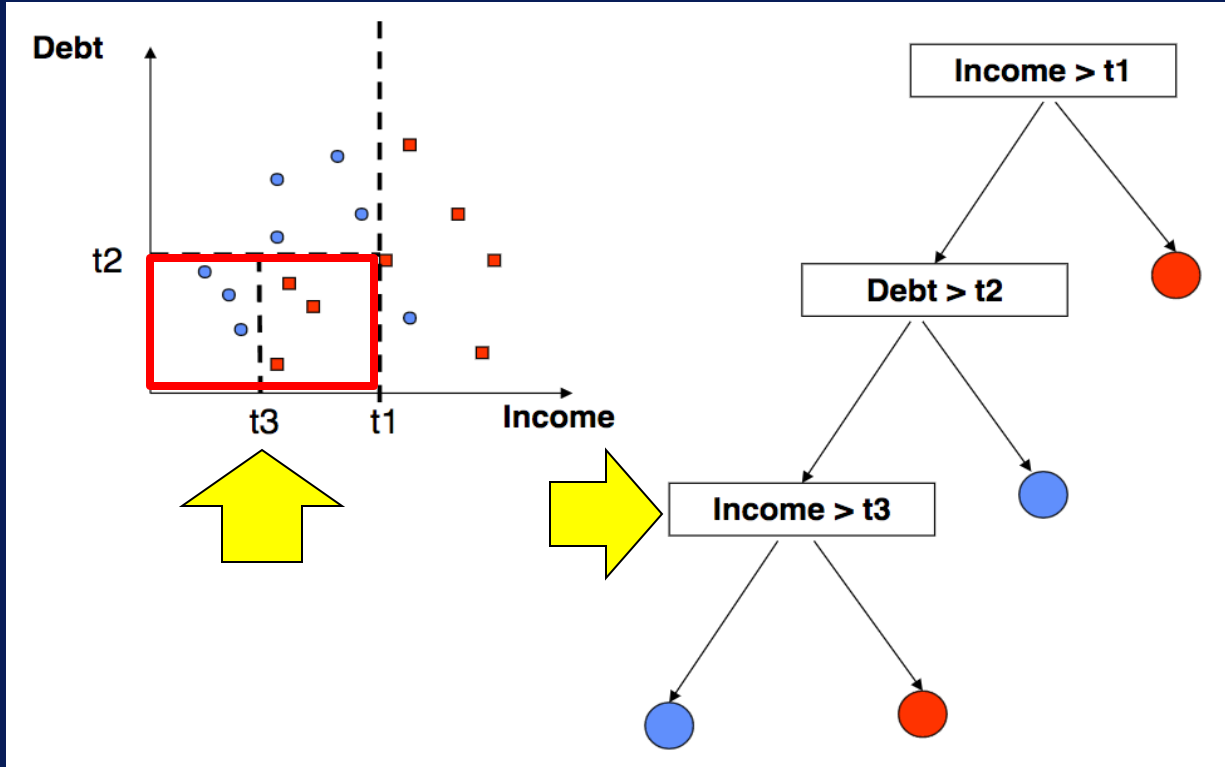 Debt
t2
t3
t1
Income
Income > t1
Debt > t2
Income > t3